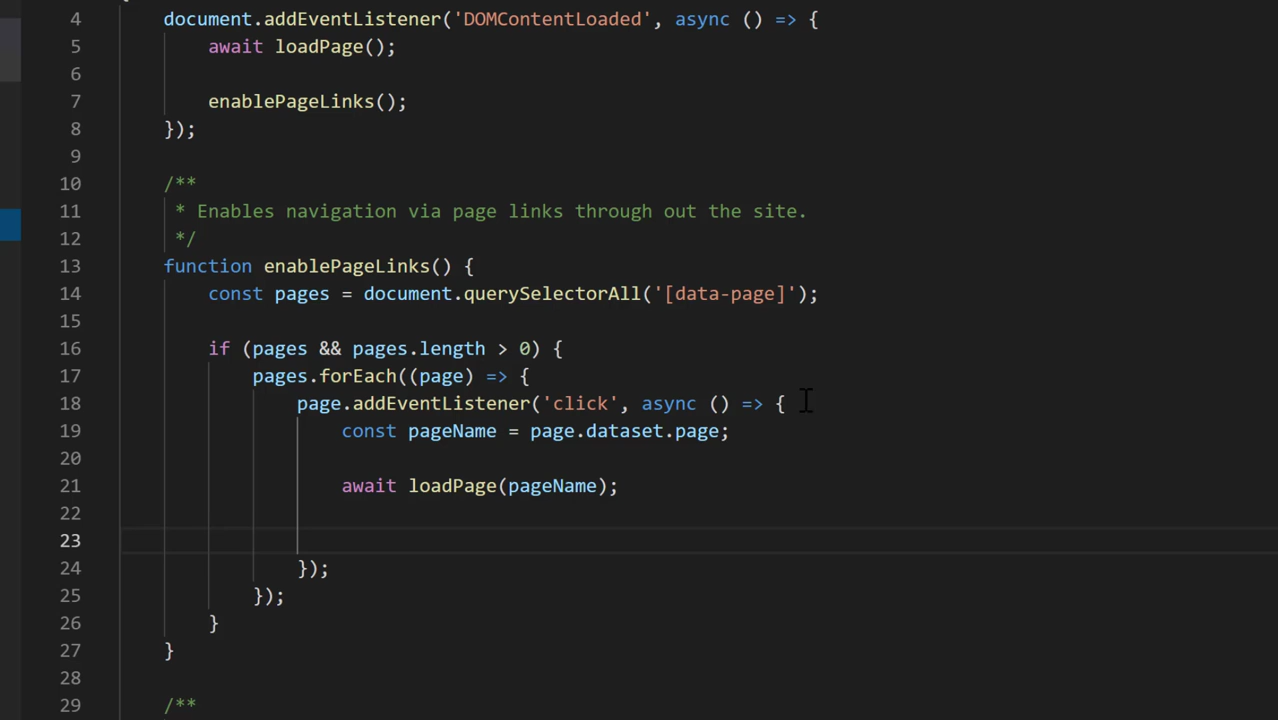 4 document.addEventListener('DOMContentLoaded', async () => {
5 await loadPage();
6
7 enablePageLinks();
8 });
9
10 /**
11 * Enables navigation via page links through out the site.
12 */
13 function enablePageLinks() {
14 const pages = document.querySelectorAll('[data-page]');
15
16 if (pages && pages.length > 0) {
17 pages.forEach((page) => {
18 page.addEventListener('click', async () => {
19 const pageName = page.dataset.page;
20
21 await loadPage(pageName);
22
23
24 });
25 });
26 }
27 }
28
29 /**